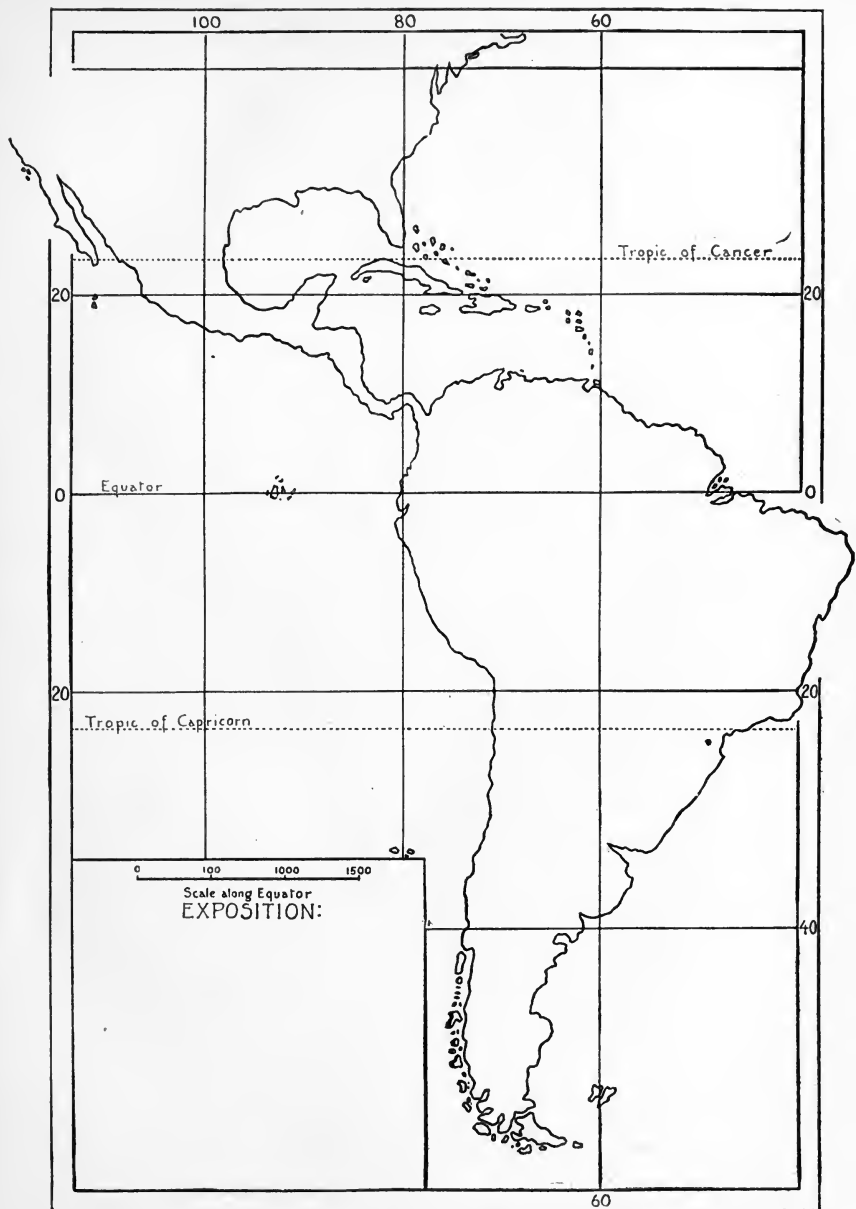 100 80 60
Tropic of Cancer
20 20
Equator
0 0
20 20
Tropic of Capricorn
0 100 1000 1500
Scale along Equator
EXPOSITION:
40
60